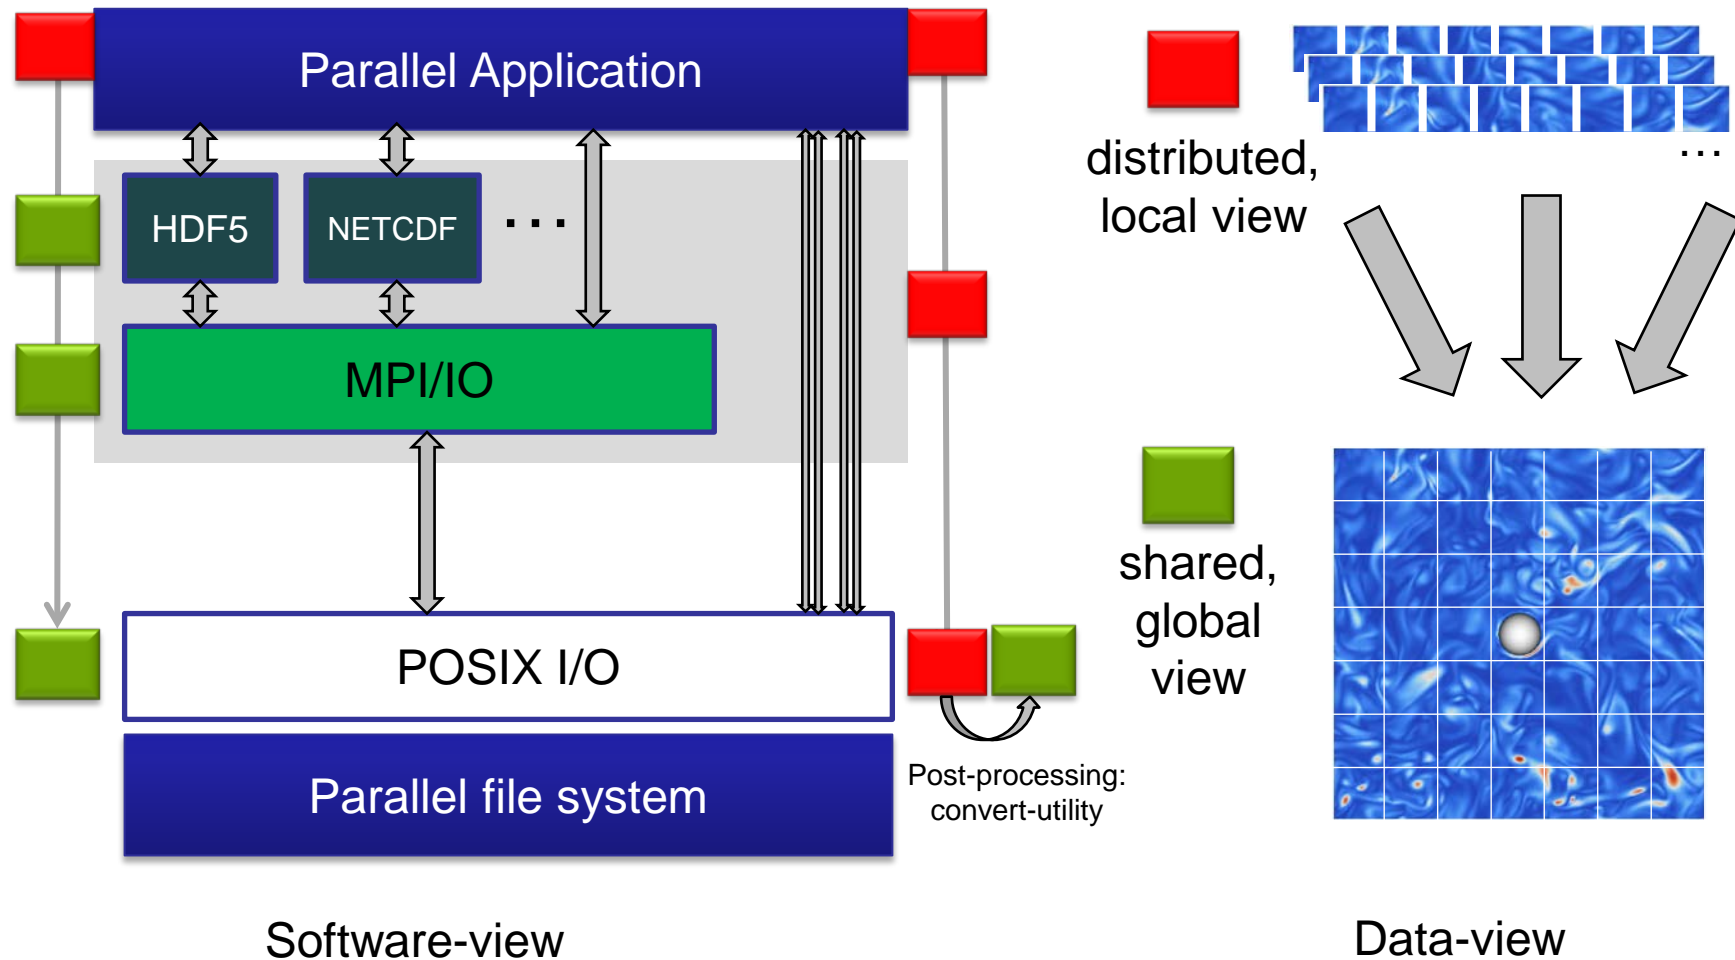 Parallel Application
HDF5
NETCDF
...
MPI/IO
POSIX I/O
Parallel file system
Post-processing:
convert-utility
Software-view
distributed,
local view
...
shared,
global
view
Data-view